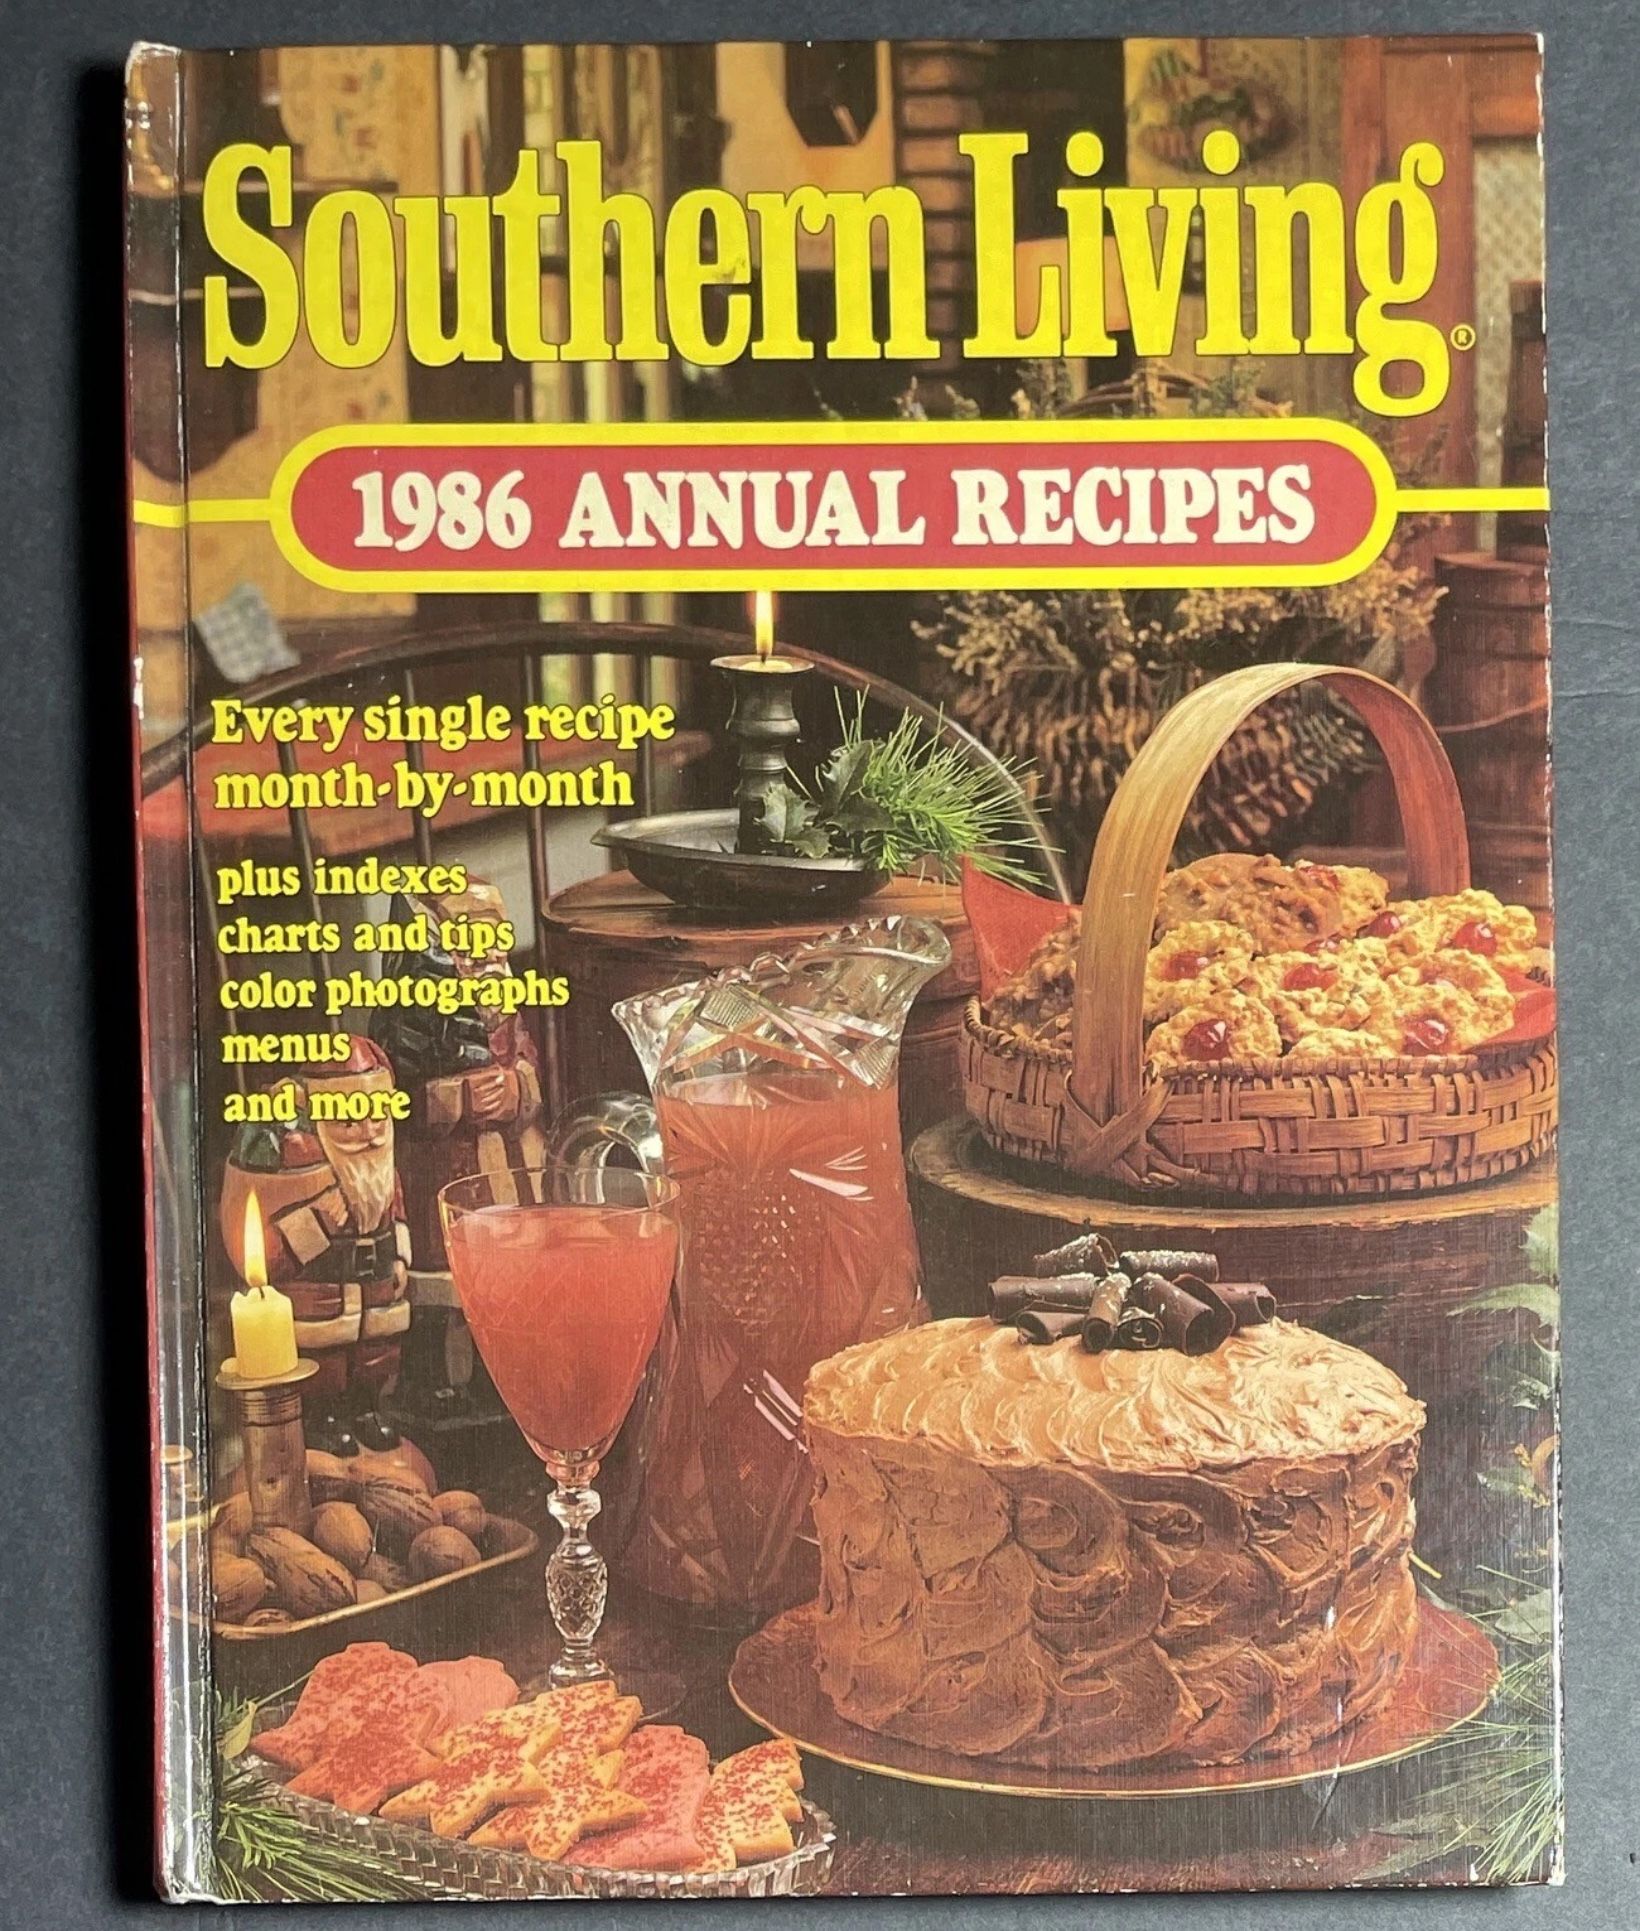 Southern Living®
1986 ANNUAL RECIPES
Every single recipe
month-by-month
plus indexes
charts and tips
color photographs
menus
and more